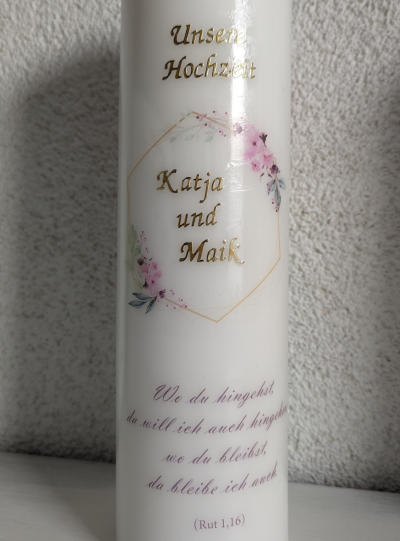 Unsere
Hochzeit
Katja
und
Maik
Wo du hingehst,
da will ich auch hingehen,
wo du bleibst,
da bleibe ich auch.
(Rut 1,16)